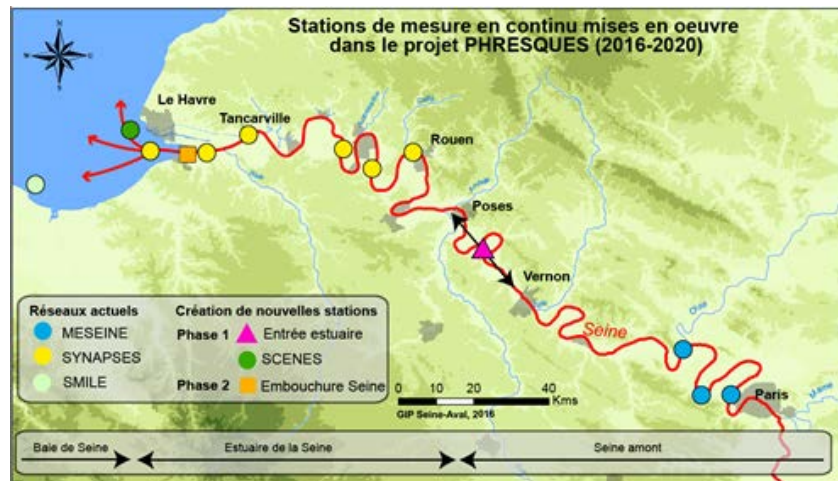 Stations de mesure en continu mises en oeuvre
dans le projet PHRESQUES (2016-2020)
Le Havre
Tancarville
Rouen
Poses
Vernon
Seine
Oise
Marne
Paris
Réseaux actuels
MESEINE
SYNAPSES
SMILE
Création de nouvelles stations
Phase 1
Entrée estuaire
SCENES
Phase 2
Embouchure Seine
0 20 40
Kms
GIP Seine-Aval, 2016
Baie de Seine
Estuaire de la Seine
Seine amont